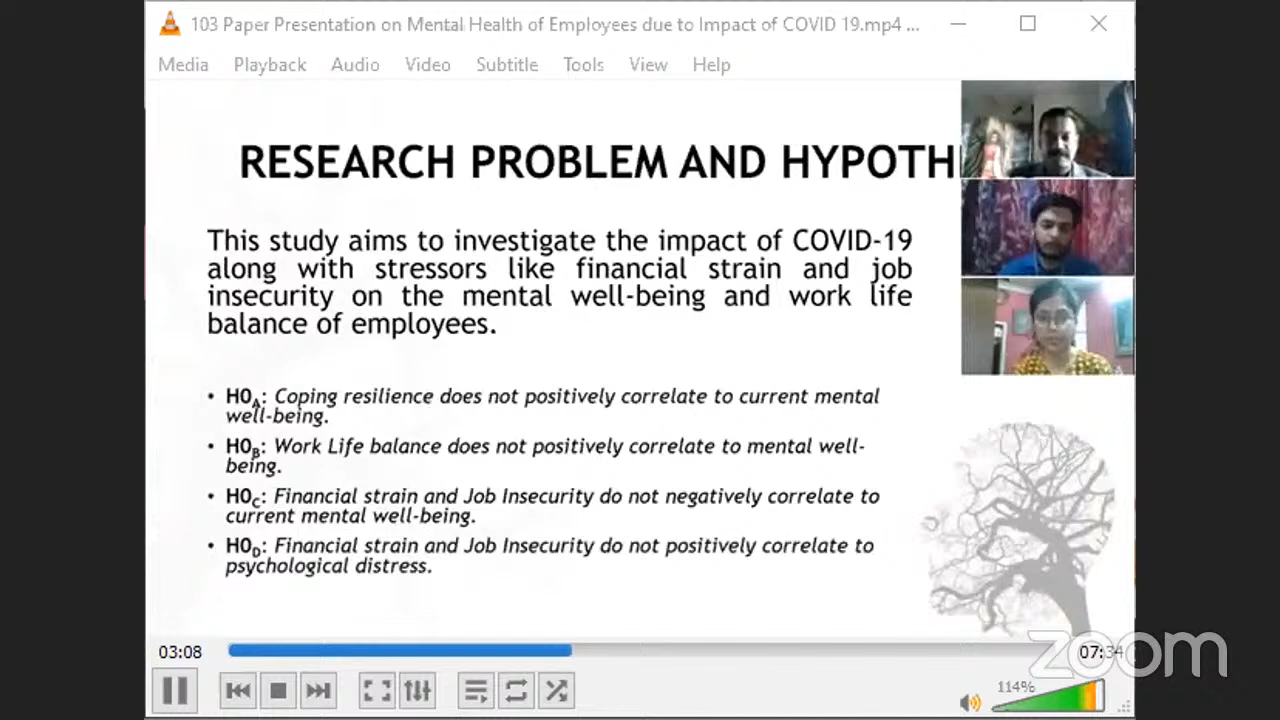 103 Paper Presentation on Mental Health of Employees due to Impact of COVID 19.mp4 ...
Media Playback Audio Video Subtitle Tools View Help
RESEARCH PROBLEM AND HYPOTH
This study aims to investigate the impact of COVID-19
along with stressors like financial strain and job
insecurity on the mental well-being and work life
balance of employees.
• H0A: Coping resilience does not positively correlate to current mental
well-being.
• H0B: Work Life balance does not positively correlate to mental well-
being.
• H0C: Financial strain and Job Insecurity do not negatively correlate to
current mental well-being.
• H0D: Financial strain and Job Insecurity do not positively correlate to
psychological distress.
03:08
07:34
zoom
114%